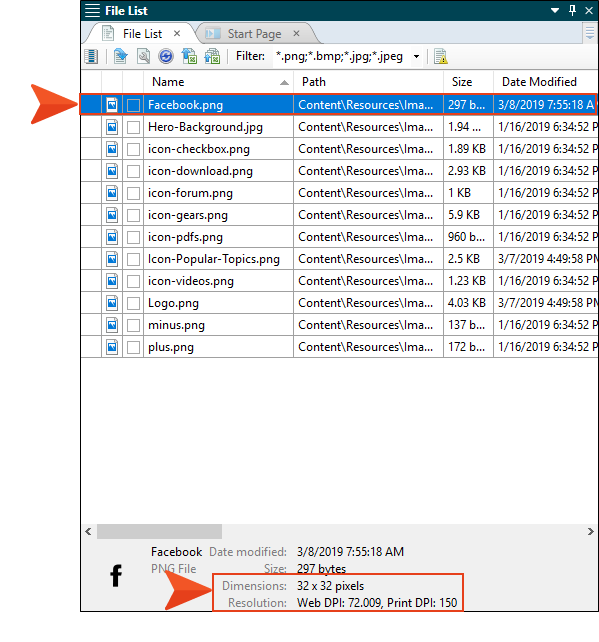 File List
File List × Start Page ×
Filter: *.png;*.bmp;*.jpg;*.jpeg
Name Path Size Date Modified
Facebook.png Content\Resources\Ima... 297 b... 3/8/2019 7:55:18 A
Hero-Background.jpg Content\Resources\Ima... 1.94 ... 1/16/2019 6:34:52 P
icon-checkbox.png Content\Resources\Ima... 1.89 KB 1/16/2019 6:34:52 P
icon-download.png Content\Resources\Ima... 2.93 KB 1/16/2019 6:34:52 P
icon-forum.png Content\Resources\Ima... 1 KB 1/16/2019 6:34:52 P
icon-gears.png Content\Resources\Ima... 5.9 KB 1/16/2019 6:34:52 P
icon-pdfs.png Content\Resources\Ima... 960 b... 1/16/2019 6:34:52 P
Icon-Popular-Topics.png Content\Resources\Ima... 2.5 KB 3/7/2019 4:49:58 PM
icon-videos.png Content\Resources\Ima... 1.23 KB 1/16/2019 6:34:52 P
Logo.png Content\Resources\Ima... 4.03 KB 3/7/2019 4:49:58 PM
minus.png Content\Resources\Ima... 137 b... 1/16/2019 6:34:52 P
plus.png Content\Resources\Ima... 172 b... 1/16/2019 6:34:52 P
Facebook Date modified: 3/8/2019 7:55:18 AM
PNG File Size: 297 bytes
Dimensions: 32 x 32 pixels
Resolution: Web DPI: 72.009, Print DPI: 150